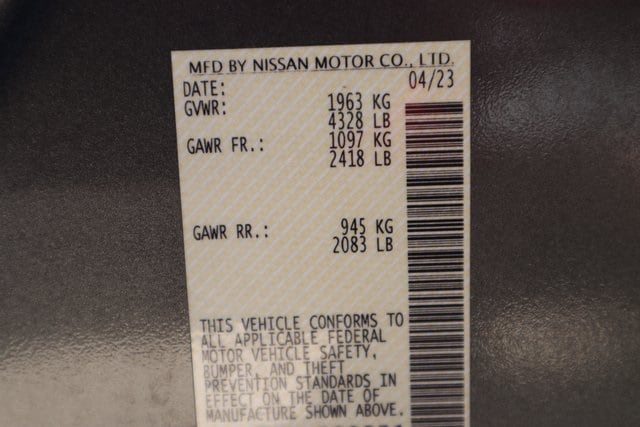 MFD BY NISSAN MOTOR CO., LTD.
DATE: 04/23
GVWR: 1963 KG
4328 LB
GAWR FR.: 1097 KG
2418 LB
GAWR RR.: 945 KG
2083 LB
THIS VEHICLE CONFORMS TO
ALL APPLICABLE FEDERAL
MOTOR VEHICLE SAFETY,
BUMPER, AND THEFT
PREVENTION STANDARDS IN
EFFECT ON THE DATE OF
MANUFACTURE SHOWN ABOVE.